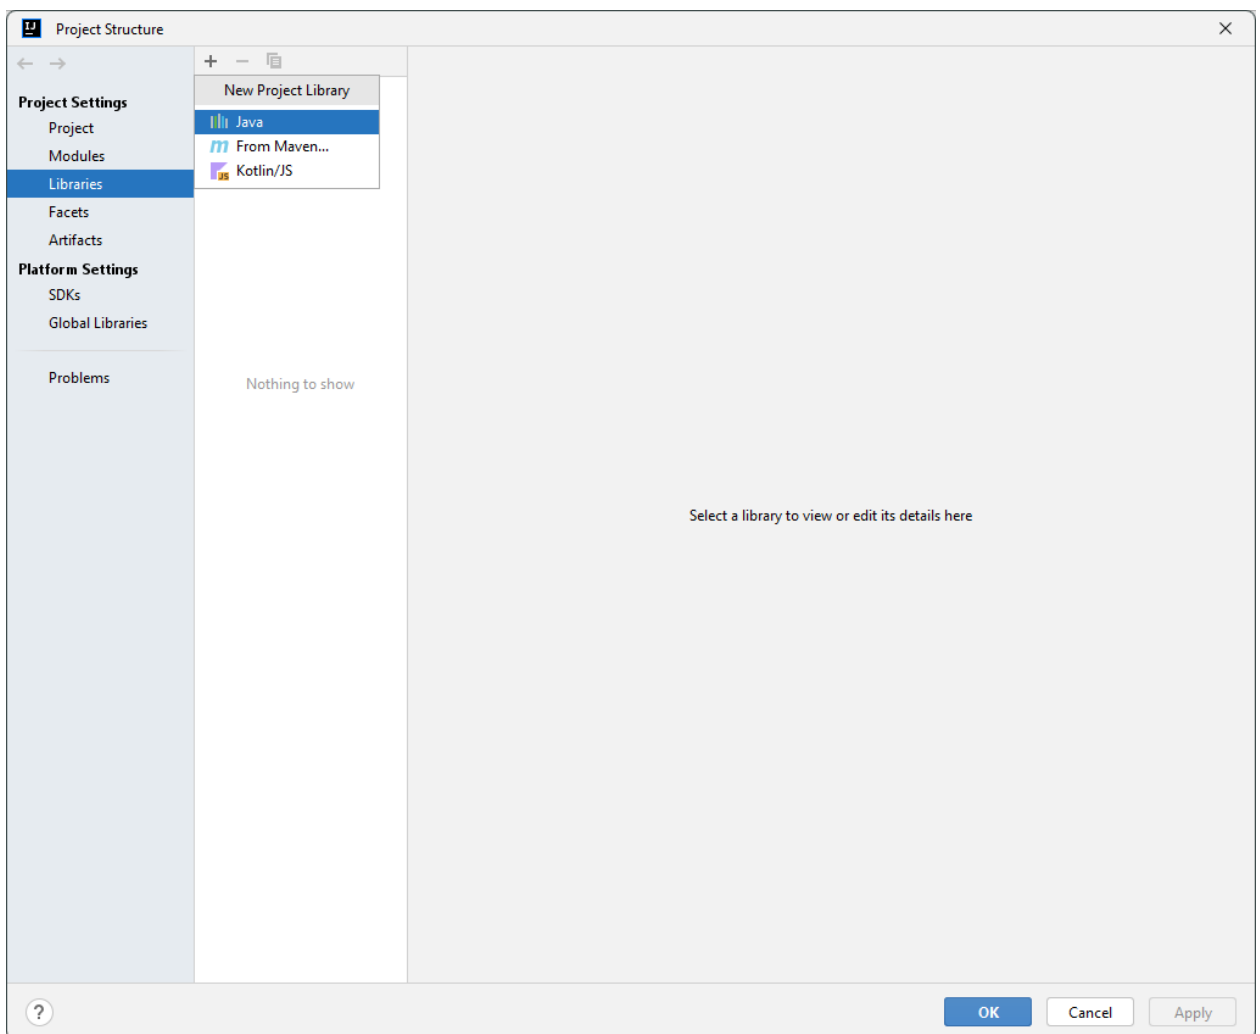 IJ
Project Structure
Project Settings
Project
Modules
Libraries
Facets
Artifacts
Platform Settings
SDKs
Global Libraries
Problems
New Project Library
Java
m From Maven...
JS Kotlin/JS
Nothing to show
Select a library to view or edit its details here
?
OK
Cancel
Apply